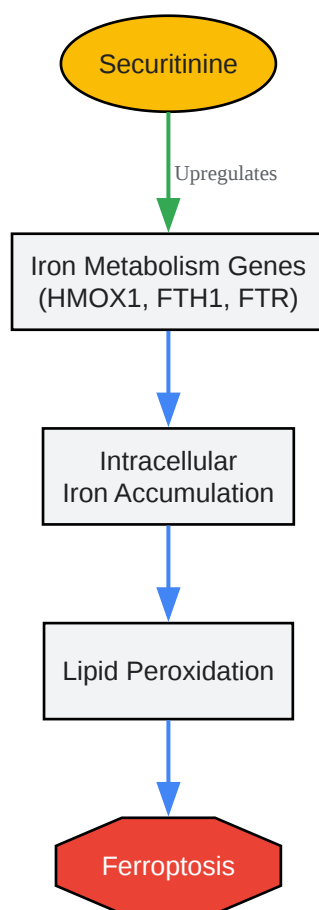 Securitinine
Upregulates
Iron Metabolism Genes
(HMOX1, FTH1, FTR)
Intracellular
Iron Accumulation
Lipid Peroxidation
Ferroptosis